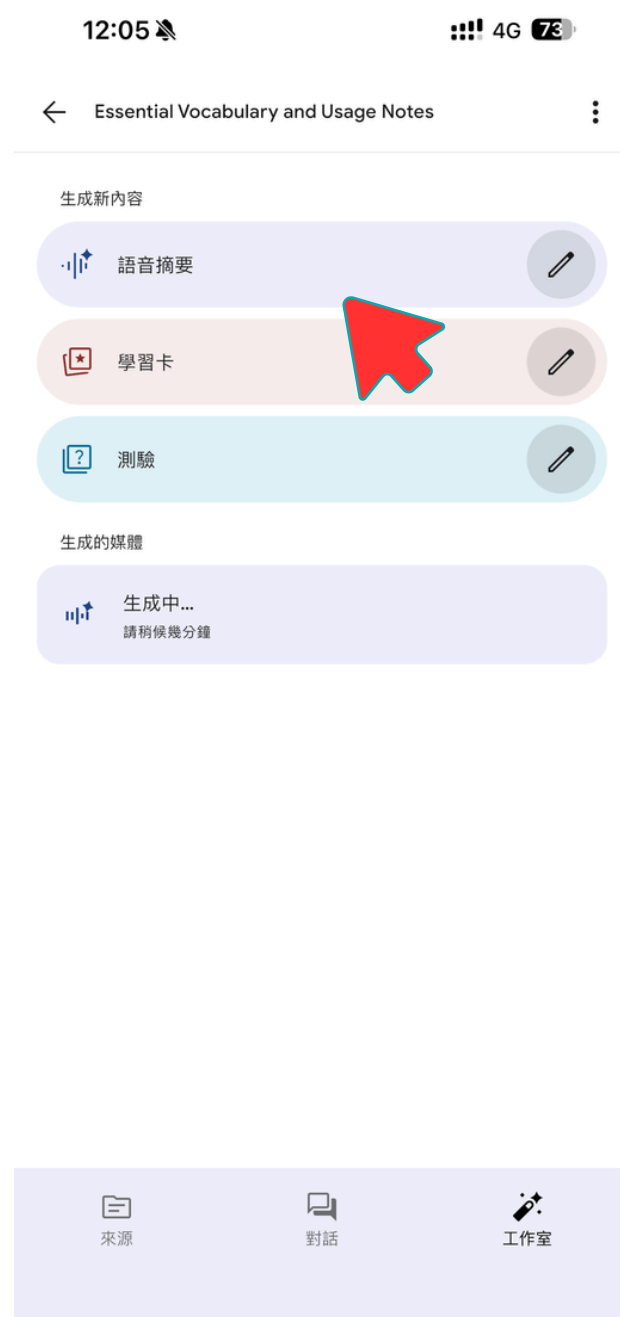 12:05
4G 73
Essential Vocabulary and Usage Notes
生成新內容
語音摘要
學習卡
測驗
生成的媒體
生成中...
請稍候幾分鐘
來源
對話
工作室